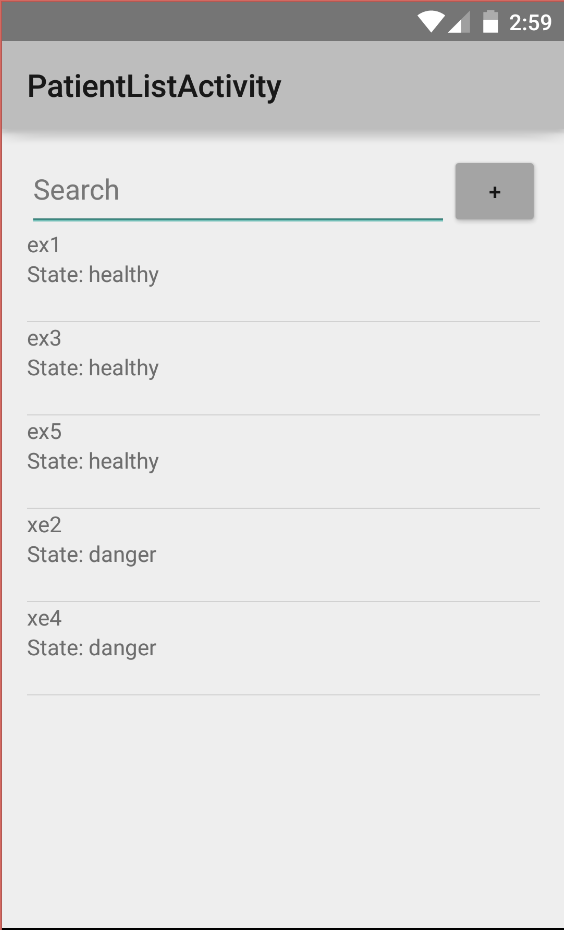 2:59
PatientListActivity
Search
+
ex1
State: healthy
ex3
State: healthy
ex5
State: healthy
xe2
State: danger
xe4
State: danger